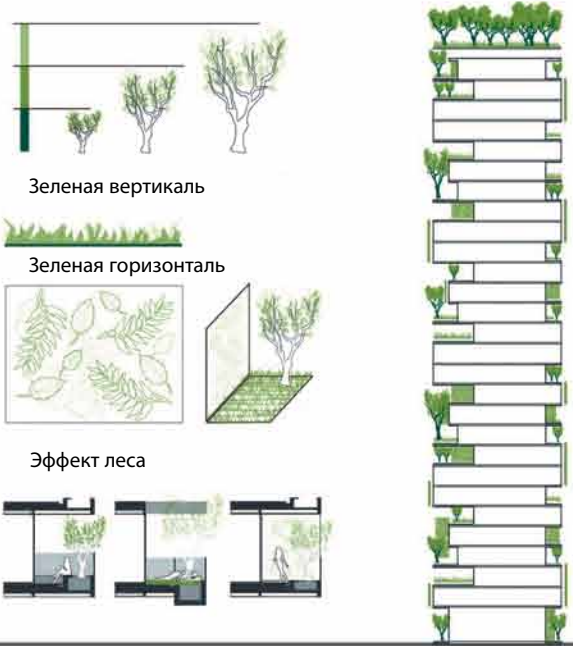 Зеленая вертикаль
Зеленая горизонталь
Эффект леса